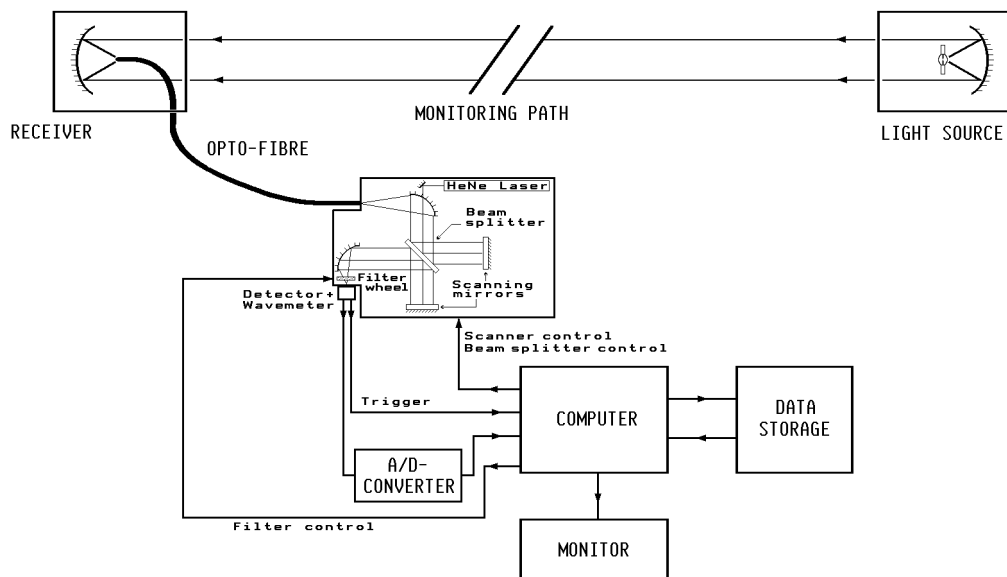 RECEIVER
MONITORING PATH
LIGHT SOURCE
OPTO-FIBRE
HeNe Laser
Beam
splitter
Filter
wheel
Scanning
mirrors
Detector+
Wavemeter
Scanner control
Beam splitter control
Trigger
COMPUTER
DATA
STORAGE
A/D-
CONVERTER
Filter control
MONITOR